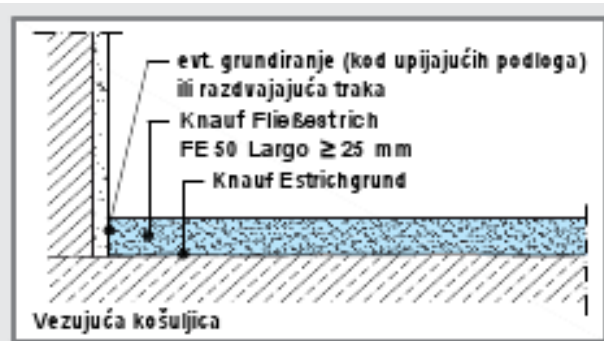 evt. grundiranje (kod upijajućih podloga)
ili razdvajajuća traka
Knauf Fließestrich
FE 50 Largo ≥ 25 mm
Knauf Estrichgrund
Vezujuća košuljica